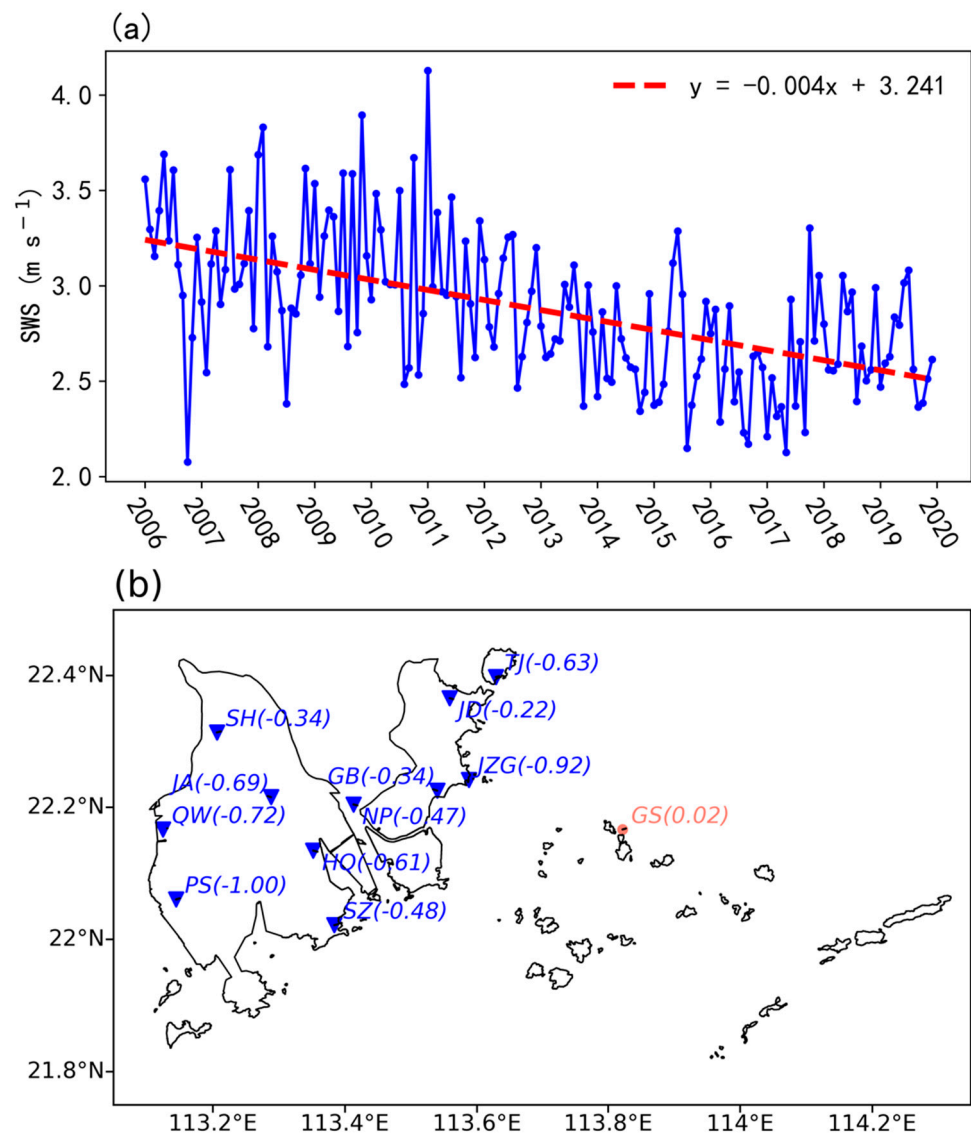 (a)
y = −0.004x + 3.241
SWS (m s⁻¹)
4.0
3.5
3.0
2.5
2.0
2006 2007 2008 2009 2010 2011 2012 2013 2014 2015 2016 2017 2018 2019 2020
(b)
22.4°N
22.2°N
22°N
21.8°N
TJ(-0.63)
JD(-0.22)
SH(-0.34)
JZG(-0.92)
GB(-0.34)
JA(-0.69)
QW(-0.72)
NP(-0.47)
GS(0.02)
HQ(-0.61)
PS(-1.00)
SZ(-0.48)
113.2°E 113.4°E 113.6°E 113.8°E 114°E 114.2°E